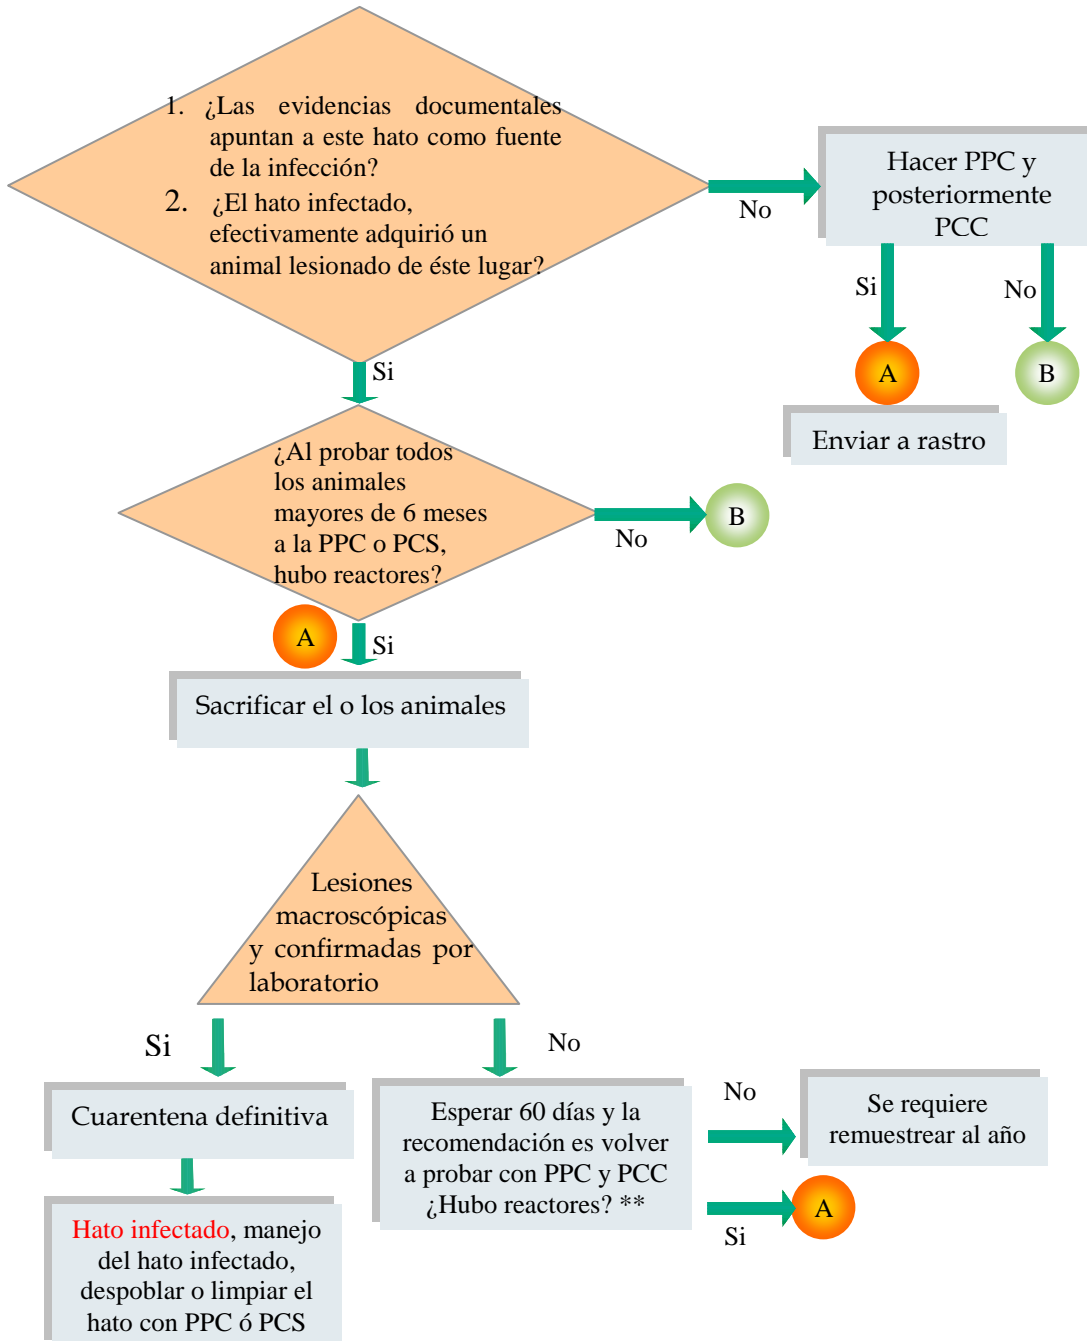 1. ¿Las evidencias documentales
apuntan a este hato como fuente
de la infección?
2. ¿El hato infectado,
efectivamente adquirió un
animal lesionado de éste lugar?
No
Hacer PPC y
posteriormente
PCC
Si
No
A
B
Enviar a rastro
Si
¿Al probar todos
los animales
mayores de 6 meses
a la PPC o PCS,
hubo reactores?
No
B
A
Si
Sacrificar el o los animales
Lesiones
macroscópicas
y confirmadas por
laboratorio
Si
No
Cuarentena definitiva
Hato infectado, manejo
del hato infectado,
despoblar o limpiar el
hato con PPC ó PCS
Esperar 60 días y la
recomendación es volver
a probar con PPC y PCC
¿Hubo reactores? **
No
Se requiere
remuestrear al año
Si
A